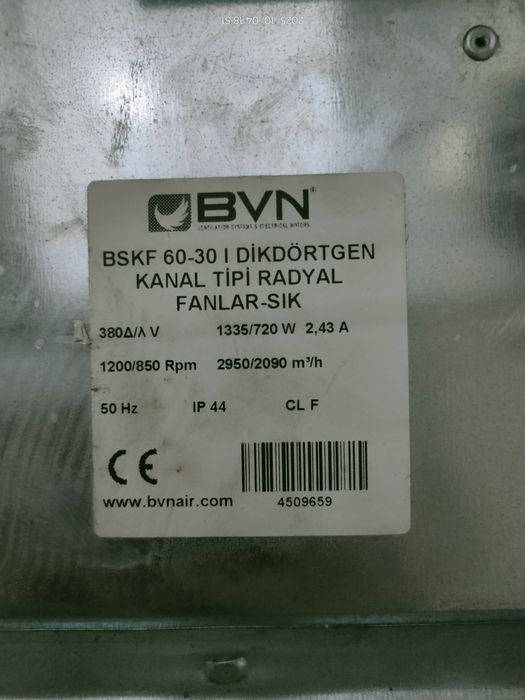 2025-10-04 18:51
BVN®
VENTILATION SYSTEMS & ELECTRICAL MOTORS
BSKF 60-30 I DİKDÖRTGEN
KANAL TİPİ RADYAL
FANLAR-SIK
380Δ/λ V 1335/720 W 2,43 A
1200/850 Rpm 2950/2090 m³/h
50 Hz IP 44 CL F
CE
www.bvnair.com 4509659